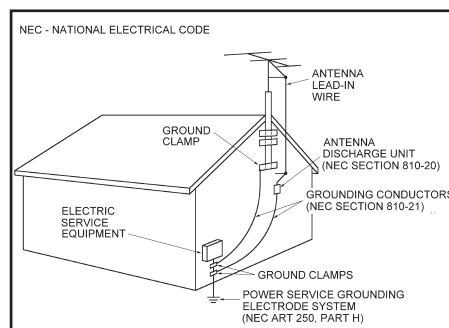 NEC - NATIONAL ELECTRICAL CODE
ANTENNA
LEAD-IN
WIRE
GROUND
CLAMP
ANTENNA
DISCHARGE UNIT
(NEC SECTION 810-20)
GROUNDING CONDUCTORS
(NEC SECTION 810-21)
ELECTRIC
SERVICE
EQUIPMENT
GROUND CLAMPS
POWER SERVICE GROUNDING
ELECTRODE SYSTEM
(NEC ART 250, PART H)